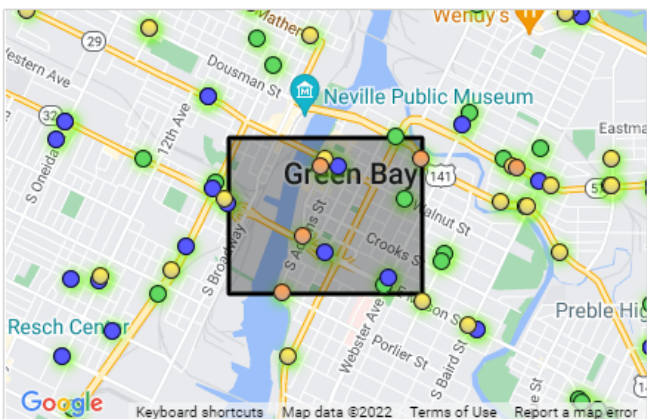 Wendy's
Mather
29
Dousman St
Western Ave
Neville Public Museum
32
12th Ave
Eastma
S Oneida
141
Green Bay
Walnut St
S Adams St
Crooks St
S Broadway
Resch Center
Webster Ave
Porlier St
S Baird St
Preble Hig
Google
Keyboard shortcuts
Map data ©2022
Terms of Use
Report a map error